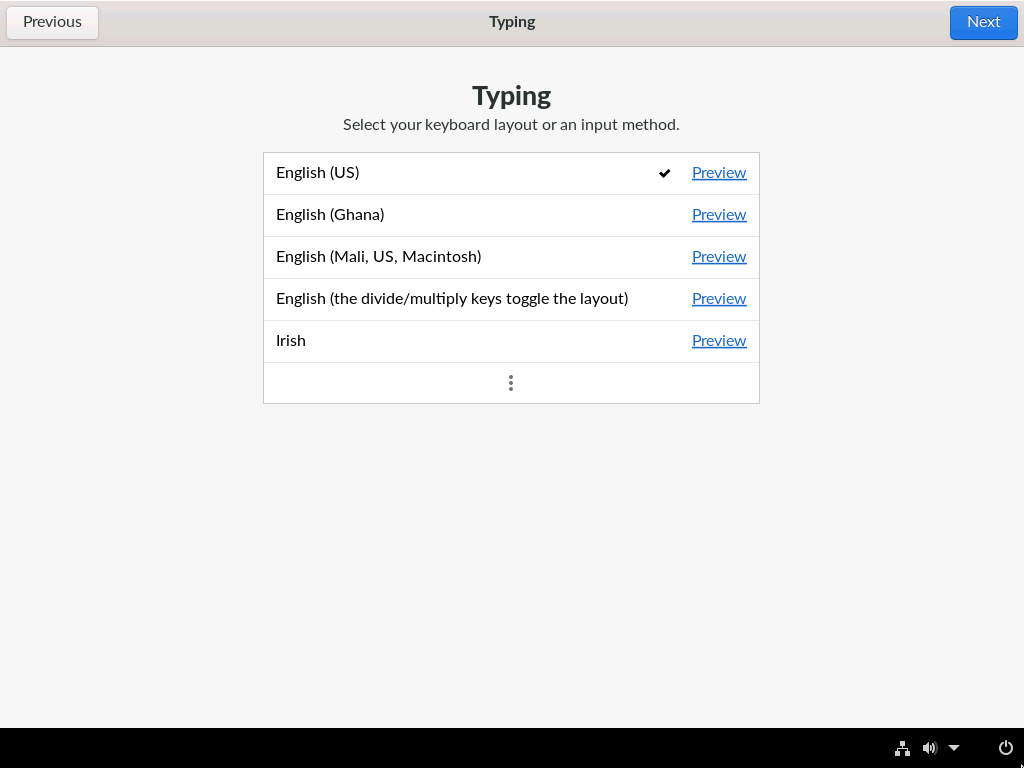 Previous
Typing
Next
Typing
Select your keyboard layout or an input method.
English (US) Preview
English (Ghana) Preview
English (Mali, US, Macintosh) Preview
English (the divide/multiply keys toggle the layout) Preview
Irish Preview